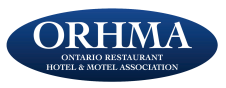 ORHMA
ONTARIO RESTAURANT
HOTEL & MOTEL ASSOCIATION